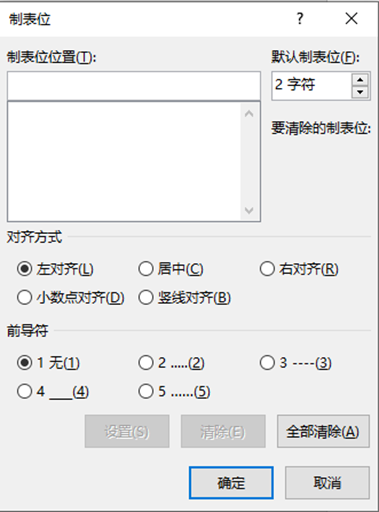 制表位 ?
制表位位置(T): 默认制表位(F):
2 字符
要清除的制表位:
对齐方式
左对齐(L) 居中(C) 右对齐(R)
小数点对齐(D) 竖线对齐(B)
前导符
1 无(1) 2 .....(2) 3 ----(3)
4 ___(4) 5 ......(5)
设置(S) 清除(E) 全部清除(A)
确定 取消